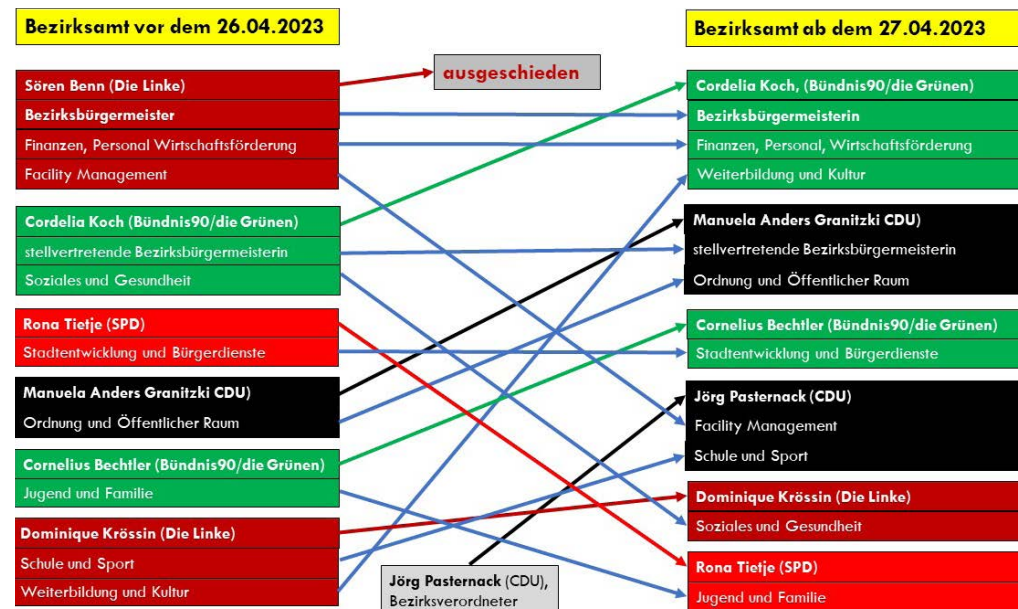 Bezirksamt vor dem 26.04.2023
Sören Benn (Die Linke)
Bezirksbürgermeister
Finanzen, Personal Wirtschaftsförderung
Facility Management
Cordelia Koch (Bündnis90/die Grünen)
stellvertretende Bezirksbürgermeisterin
Soziales und Gesundheit
Rona Tietje (SPD)
Stadtentwicklung und Bürgerdienste
Manuela Anders Granitzki CDU)
Ordnung und Öffentlicher Raum
Cornelius Bechtler (Bündnis90/die Grünen)
Jugend und Familie
Dominique Krössin (Die Linke)
Schule und Sport
Weiterbildung und Kultur
ausgeschieden
Jörg Pasternack (CDU),
Bezirksverordneter
Bezirksamt ab dem 27.04.2023
Cordelia Koch, (Bündnis90/die Grünen)
Bezirksbürgermeisterin
Finanzen, Personal, Wirtschaftsförderung
Weiterbildung und Kultur
Manuela Anders Granitzki CDU)
stellvertretende Bezirksbürgermeisterin
Ordnung und Öffentlicher Raum
Cornelius Bechtler (Bündnis90/die Grünen)
Stadtentwicklung und Bürgerdienste
Jörg Pasternack (CDU)
Facility Management
Schule und Sport
Dominique Krössin (Die Linke)
Soziales und Gesundheit
Rona Tietje (SPD)
Jugend und Familie